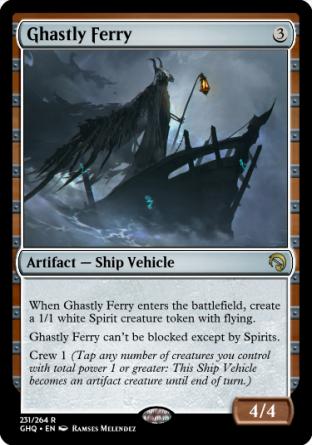 Ghastly Ferry 3
Artifact — Ship Vehicle
When Ghastly Ferry enters the battlefield, create
a 1/1 white Spirit creature token with flying.
Ghastly Ferry can't be blocked except by Spirits.
Crew 1 (Tap any number of creatures you control
with total power 1 or greater: This Ship Vehicle
becomes an artifact creature until end of turn.)
4/4
231/264 R
GHQ • EN Ramses Melendez